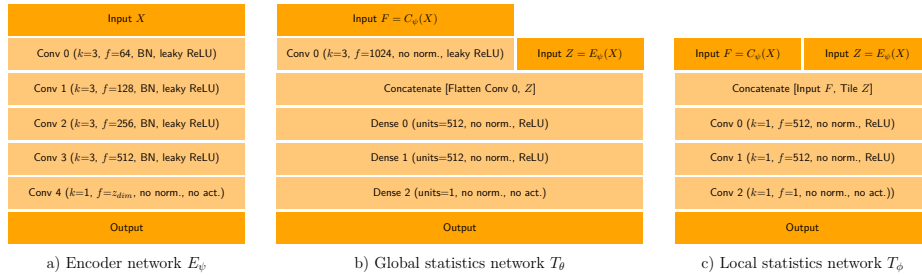 Input X
Conv 0 (k=3, f=64, BN, leaky ReLU)
Conv 1 (k=3, f=128, BN, leaky ReLU)
Conv 2 (k=3, f=256, BN, leaky ReLU)
Conv 3 (k=3, f=512, BN, leaky ReLU)
Conv 4 (k=1, f=z_{dim}, no norm., no act.)
Output
a) Encoder network E_ψ
Input F = C_ψ(X)
Conv 0 (k=3, f=1024, no norm., leaky ReLU)
Input Z = E_ψ(X)
Concatenate [Flatten Conv 0, Z]
Dense 0 (units=512, no norm., ReLU)
Dense 1 (units=512, no norm., ReLU)
Dense 2 (units=1, no norm., no act.)
Output
b) Global statistics network T_θ
Input F = C_ψ(X)
Input Z = E_ψ(X)
Concatenate [Input F, Tile Z]
Conv 0 (k=1, f=512, no norm., ReLU)
Conv 1 (k=1, f=512, no norm., ReLU)
Conv 2 (k=1, f=1, no norm, no act.))
Output
c) Local statistics network T_ϕ